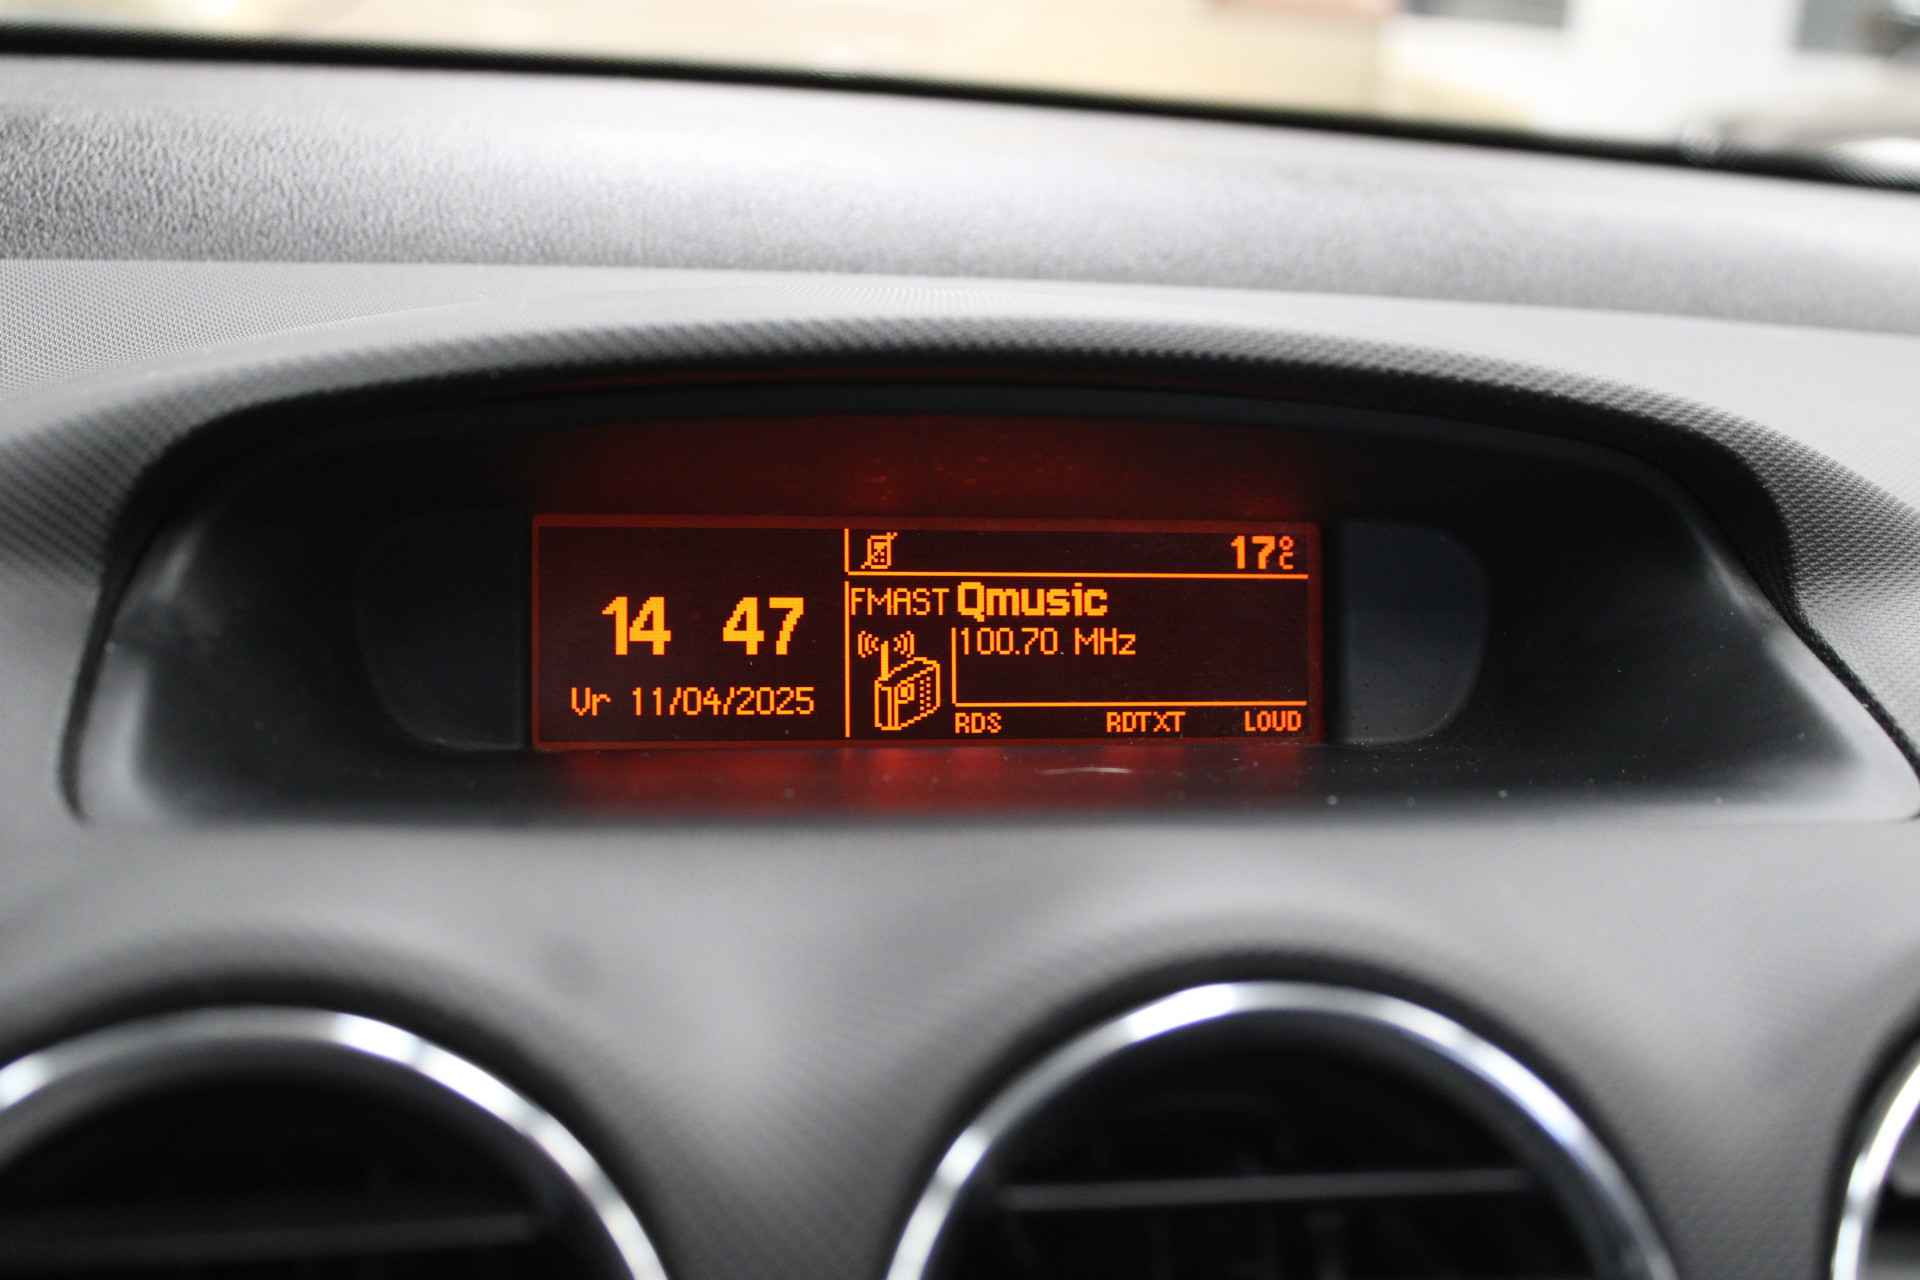 14 47
Vr 11/04/2025
17°C
FMAST Qmusic
100.70 MHz
RDS RDTXT LOUD